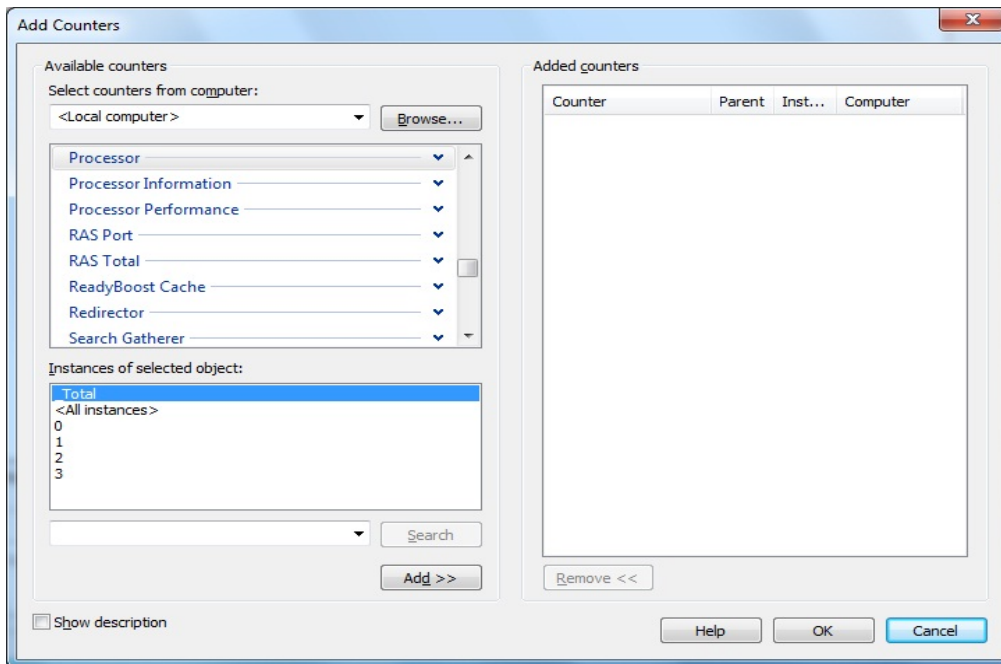 Add Counters
Available counters
Select counters from computer:
<Local computer>
Browse...
Processor
Processor Information
Processor Performance
RAS Port
RAS Total
ReadyBoost Cache
Redirector
Search Gatherer
Instances of selected object:
_Total
<All instances>
0
1
2
3
Search
Add >>
Show description
Added counters
Counter Parent Inst... Computer
Remove <<
Help OK Cancel